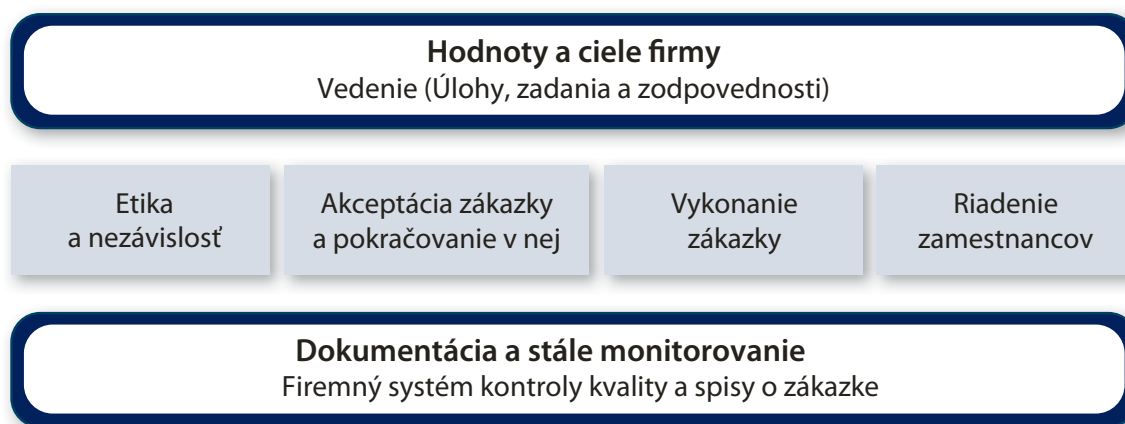 Hodnoty a ciele firmy
Vedenie (Úlohy, zadania a zodpovednosti)
Etika
a nezávislosť
Akceptácia zákazky
a pokračovanie v nej
Vykonanie
zákazky
Riadenie
zamestnancov
Dokumentácia a stále monitorovanie
Firemný systém kontroly kvality a spisy o zákazke